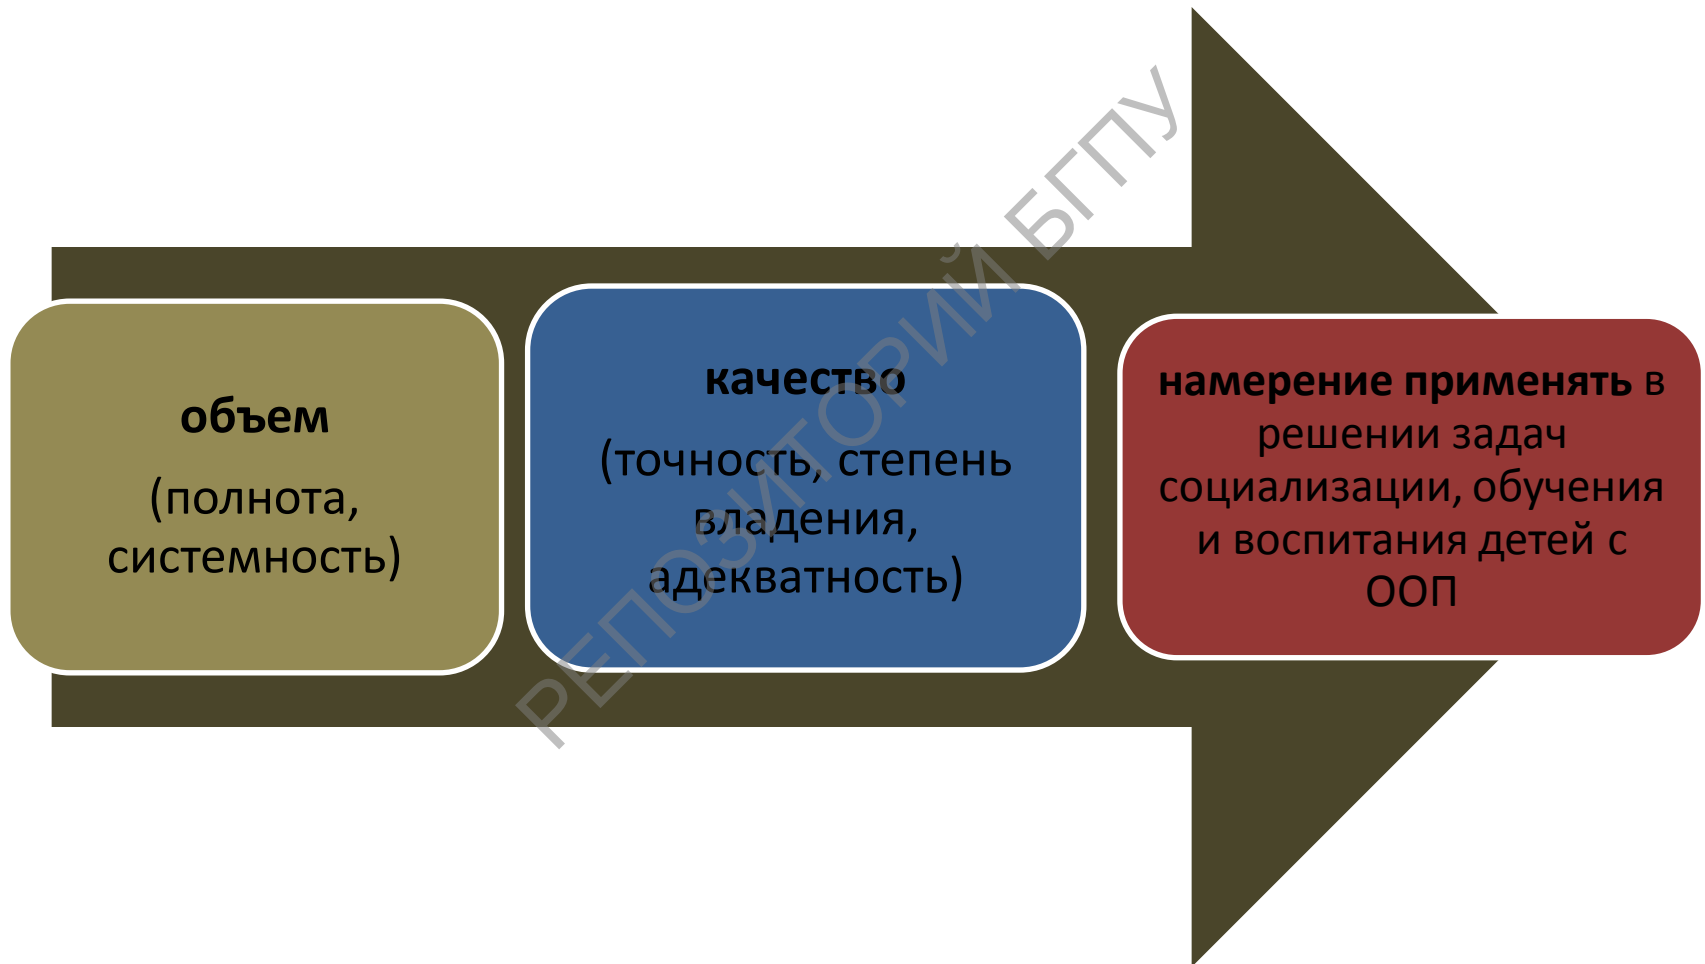 объем
(полнота,
системность)
качество
(точность, степень
владения,
адекватность)
намерение применять в
решении задач
социализации, обучения
и воспитания детей с
ООП
РЕПОЗИТОРИЙ БГПУ